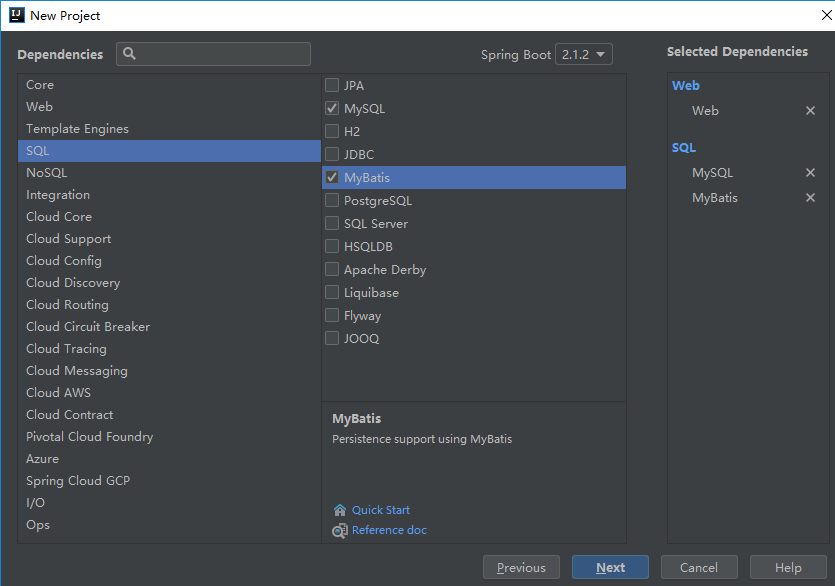 New Project
Dependencies
Spring Boot 2.1.2
Selected Dependencies
Core
Web
Template Engines
SQL
NoSQL
Integration
Cloud Core
Cloud Support
Cloud Config
Cloud Discovery
Cloud Routing
Cloud Circuit Breaker
Cloud Tracing
Cloud Messaging
Cloud AWS
Cloud Contract
Pivotal Cloud Foundry
Azure
Spring Cloud GCP
I/O
Ops
JPA
MySQL
H2
JDBC
MyBatis
PostgreSQL
SQL Server
HSQLDB
Apache Derby
Liquibase
Flyway
JOOQ
MyBatis
Persistence support using MyBatis
Quick Start
Reference doc
Web
Web
SQL
MySQL
MyBatis
Previous
Next
Cancel
Help